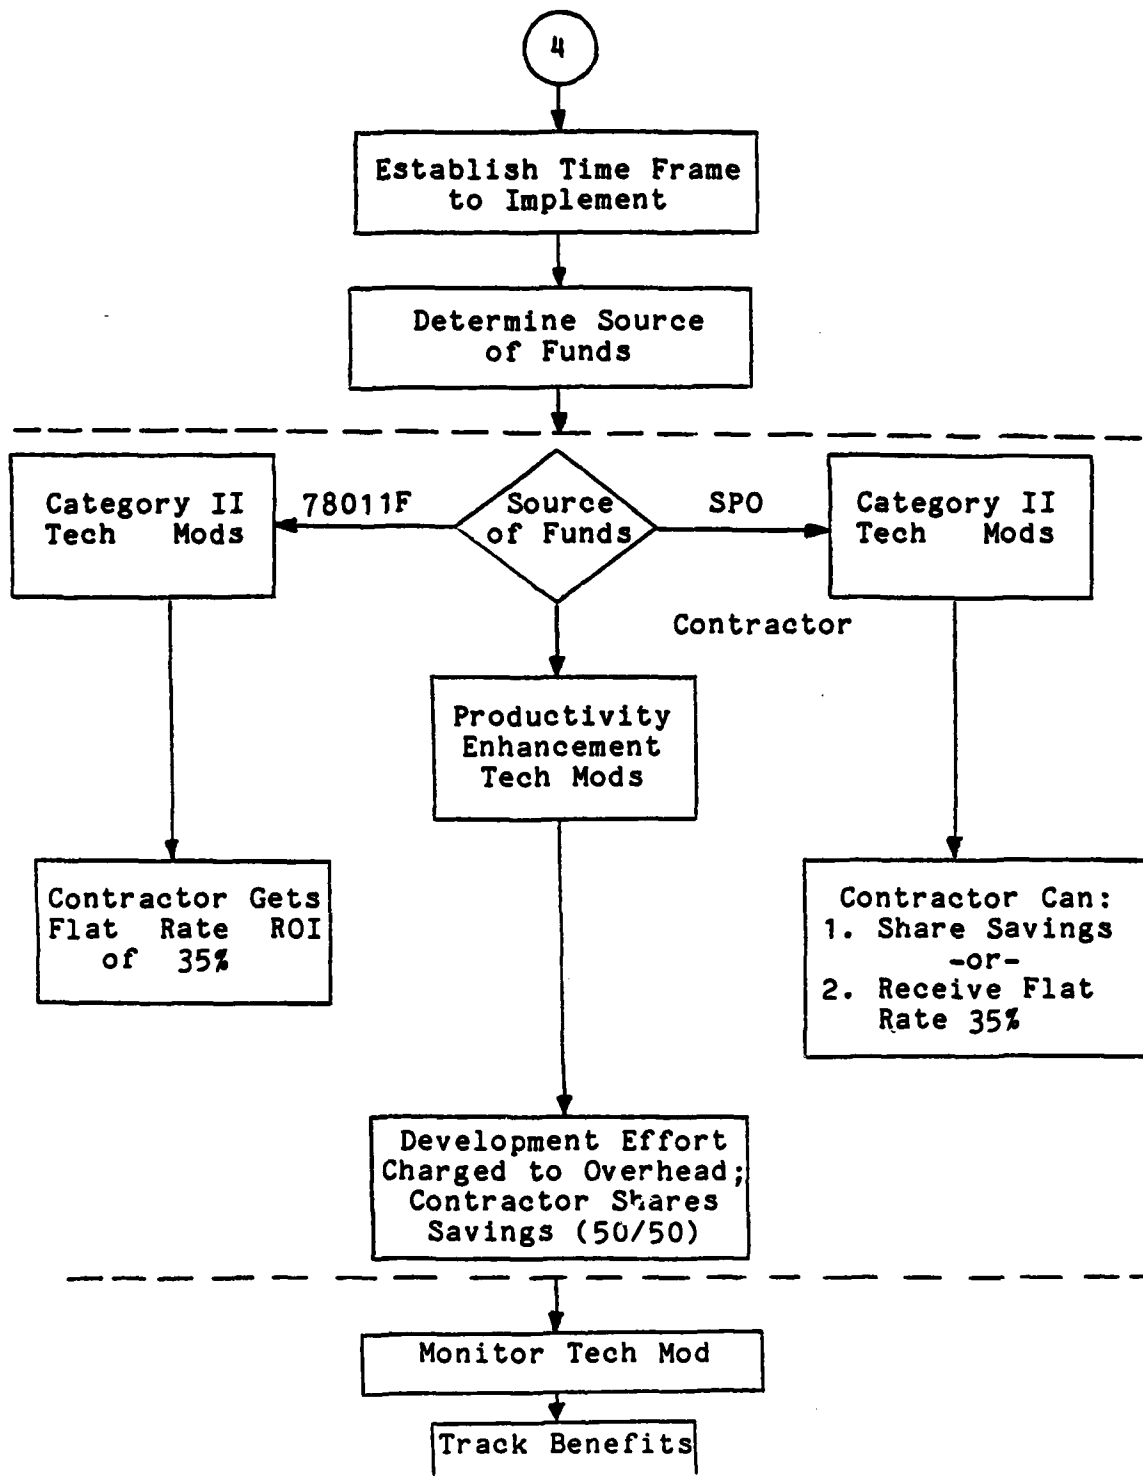 4
Establish Time Frame
to Implement
Determine Source
of Funds
Category II
Tech Mods
78011F
Source
of Funds
SPO
Category II
Tech Mods
Contractor
Productivity
Enhancement
Tech Mods
Contractor Gets
Flat Rate ROI
of 35%
Contractor Can:
1. Share Savings
-or-
2. Receive Flat
Rate 35%
Development Effort
Charged to Overhead;
Contractor Shares
Savings (50/50)
Monitor Tech Mod
Track Benefits